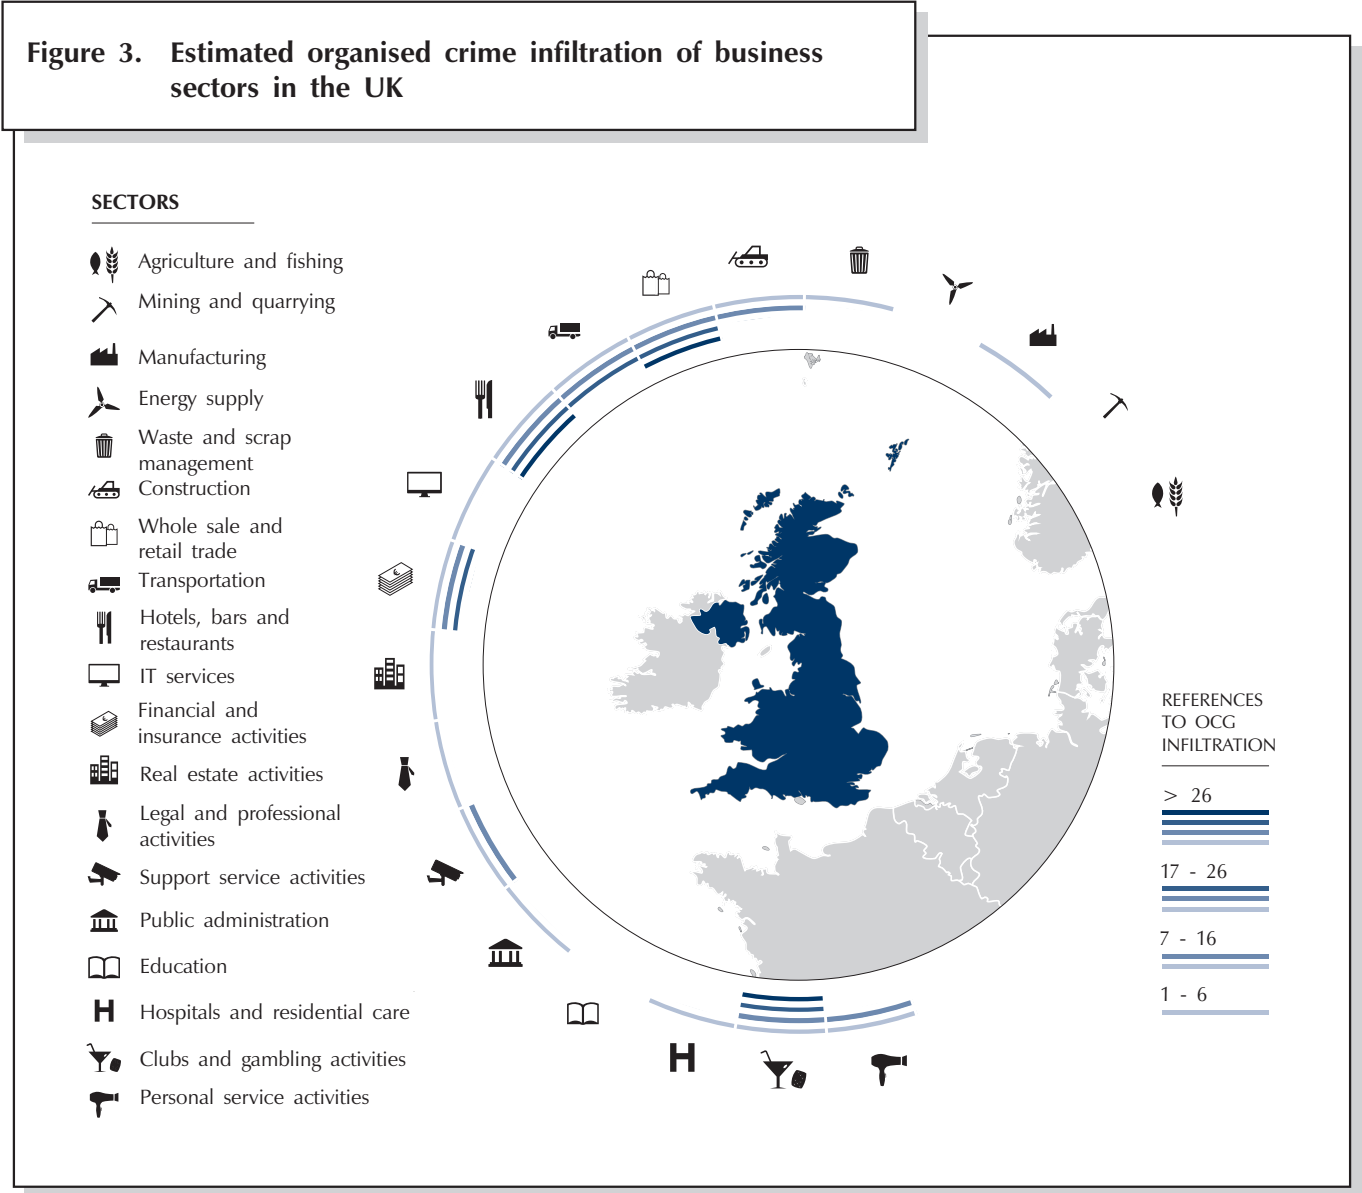 Figure 3. Estimated organised crime infiltration of business
sectors in the UK
SECTORS
Agriculture and fishing
Mining and quarrying
Manufacturing
Energy supply
Waste and scrap
management
Construction
Whole sale and
retail trade
Transportation
Hotels, bars and
restaurants
IT services
Financial and
insurance activities
Real estate activities
Legal and professional
activities
Support service activities
Public administration
Education
Hospitals and residential care
Clubs and gambling activities
Personal service activities
H
H
REFERENCES
TO OCG
INFILTRATION
> 26
17 - 26
7 - 16
1 - 6